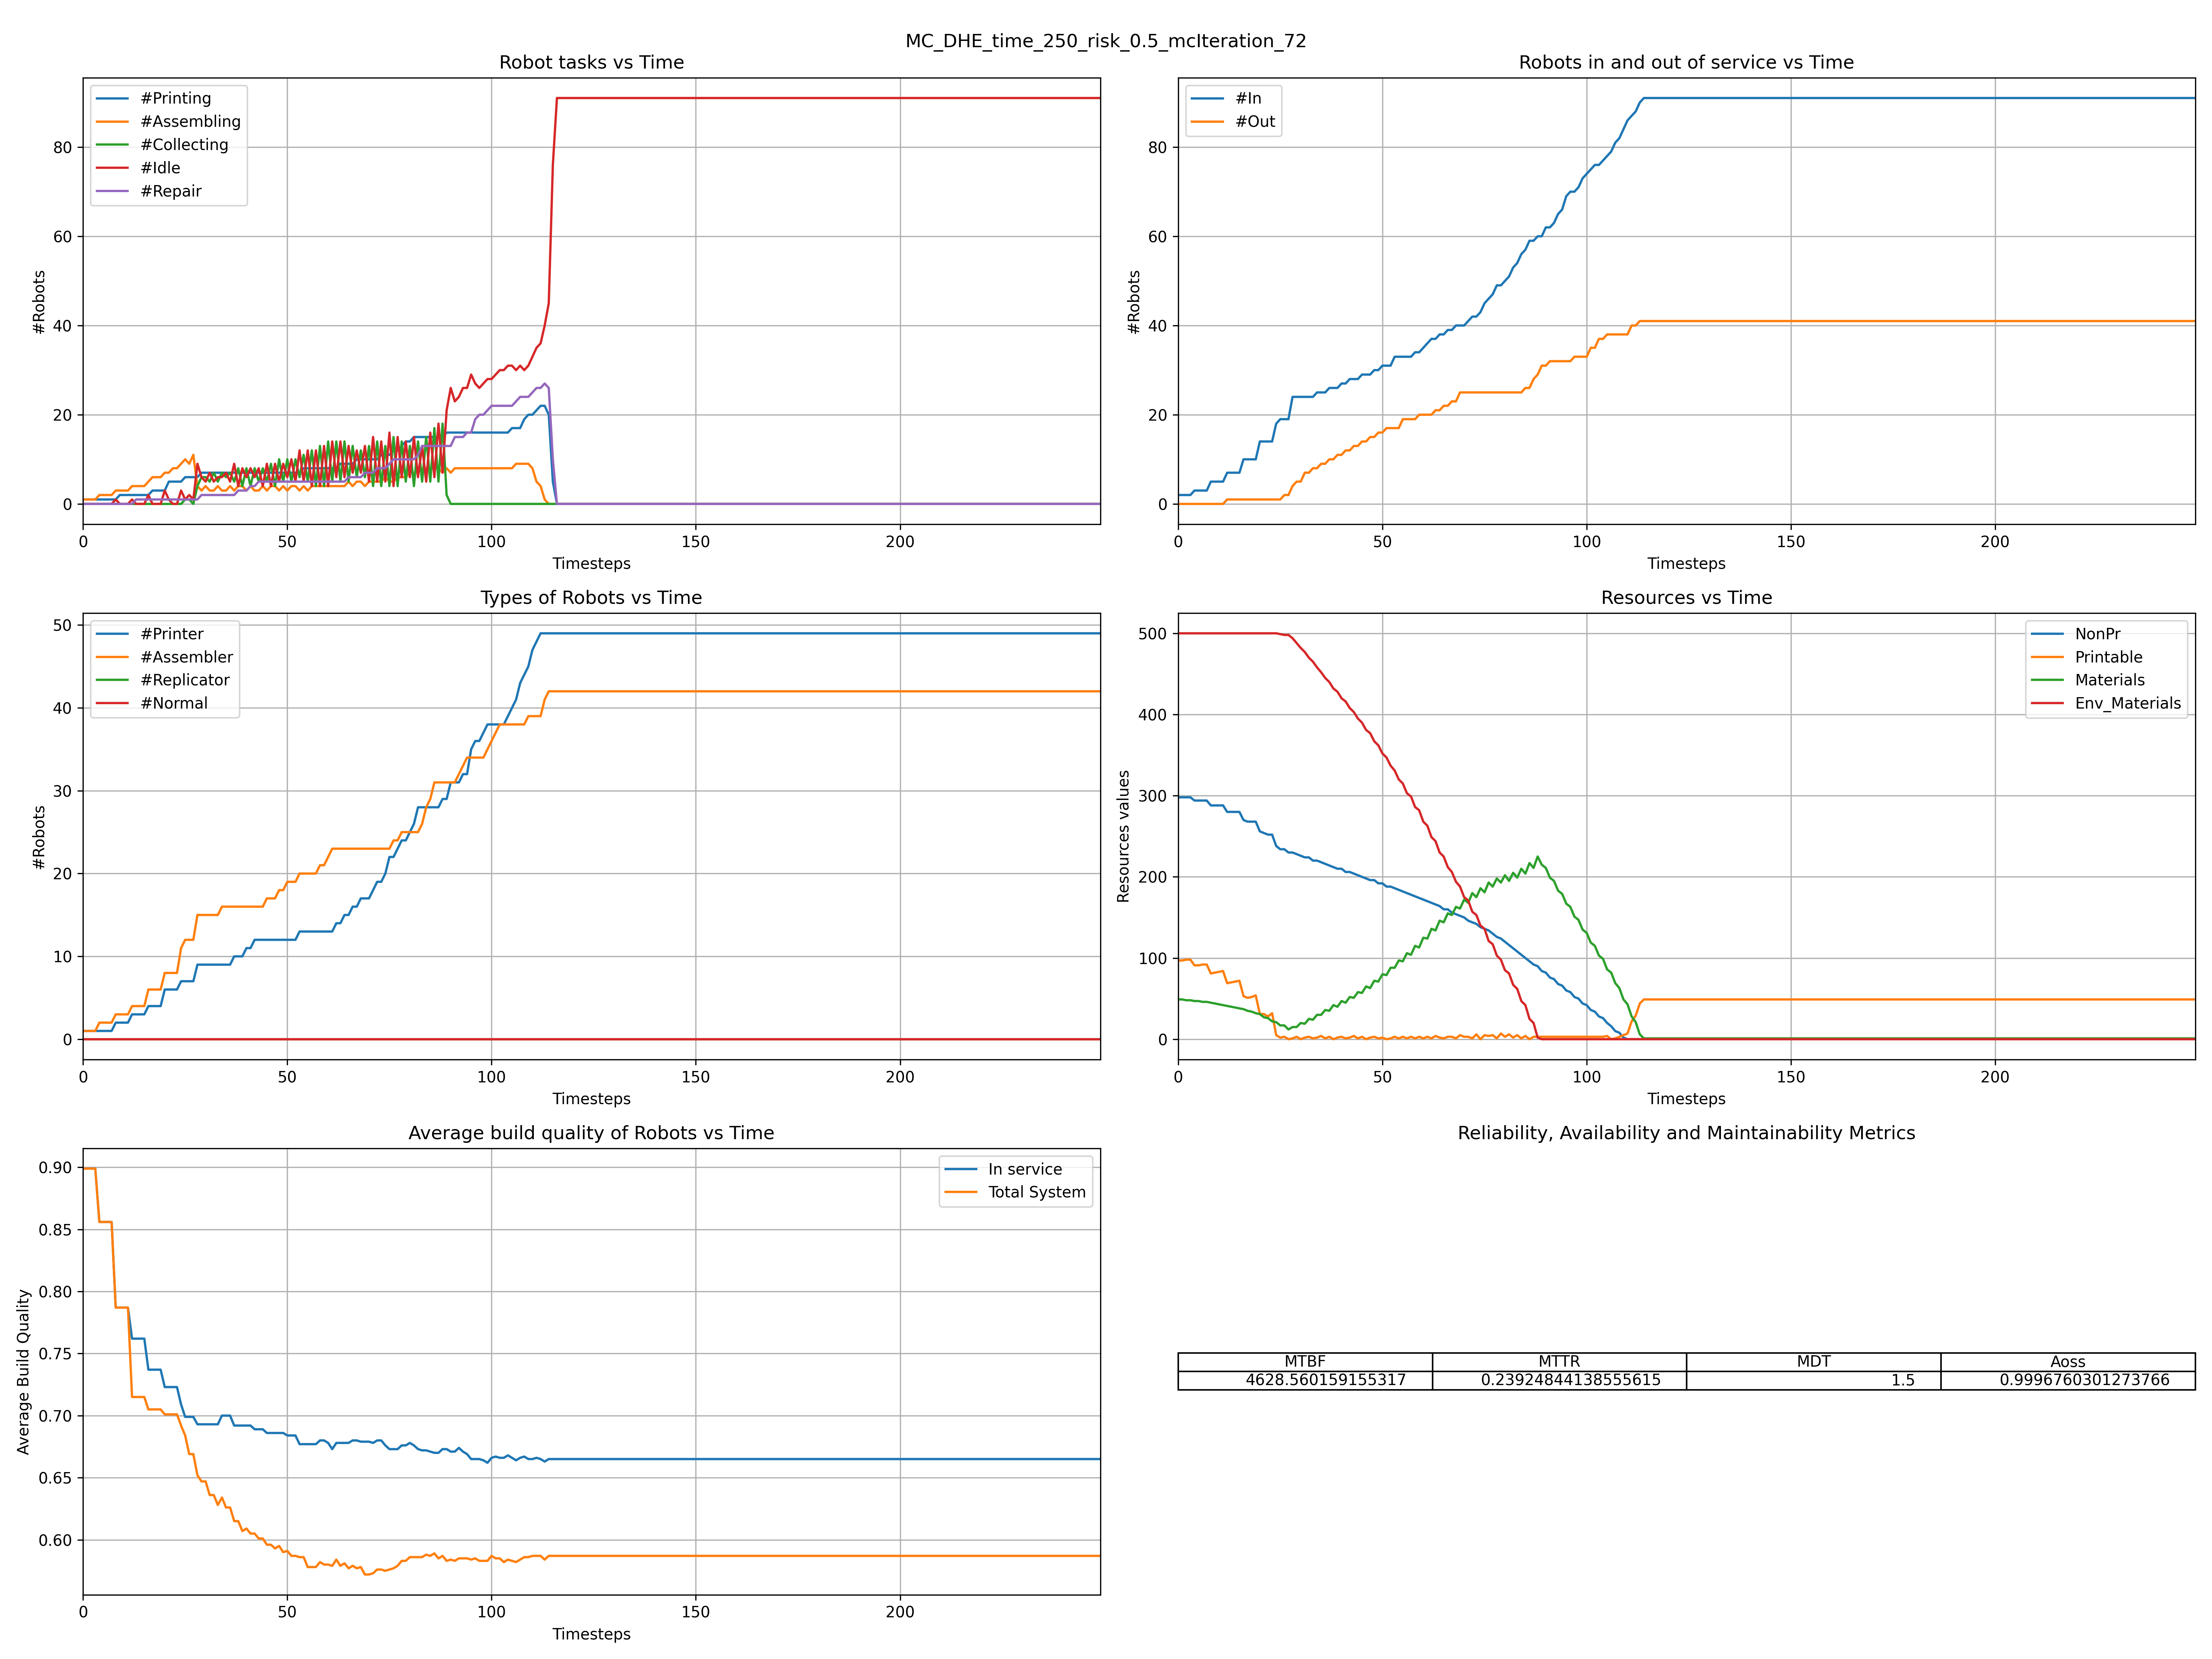 MC_DHE_time_250_risk_0.5_mcIteration_72
Robot tasks vs Time
#Printing
#Assembling
#Collecting
#Idle
#Repair
#Robots
80
60
40
20
0
0 50 100 150 200
Timesteps
Robots in and out of service vs Time
#In
#Out
#Robots
80
60
40
20
0
0 50 100 150 200
Timesteps
Types of Robots vs Time
#Printer
#Assembler
#Replicator
#Normal
#Robots
50
40
30
20
10
0
0 50 100 150 200
Timesteps
Resources vs Time
NonPr
Printable
Materials
Env_Materials
Resources values
500
400
300
200
100
0
0 50 100 150 200
Timesteps
Average build quality of Robots vs Time
In service
Total System
Average Build Quality
0.90
0.85
0.80
0.75
0.70
0.65
0.60
0 50 100 150 200
Timesteps
Reliability, Availability and Maintainability Metrics
MTBF MTTR MDT Aoss
4628.560159155317 0.23924844138555615 1.5 0.9996760301273766